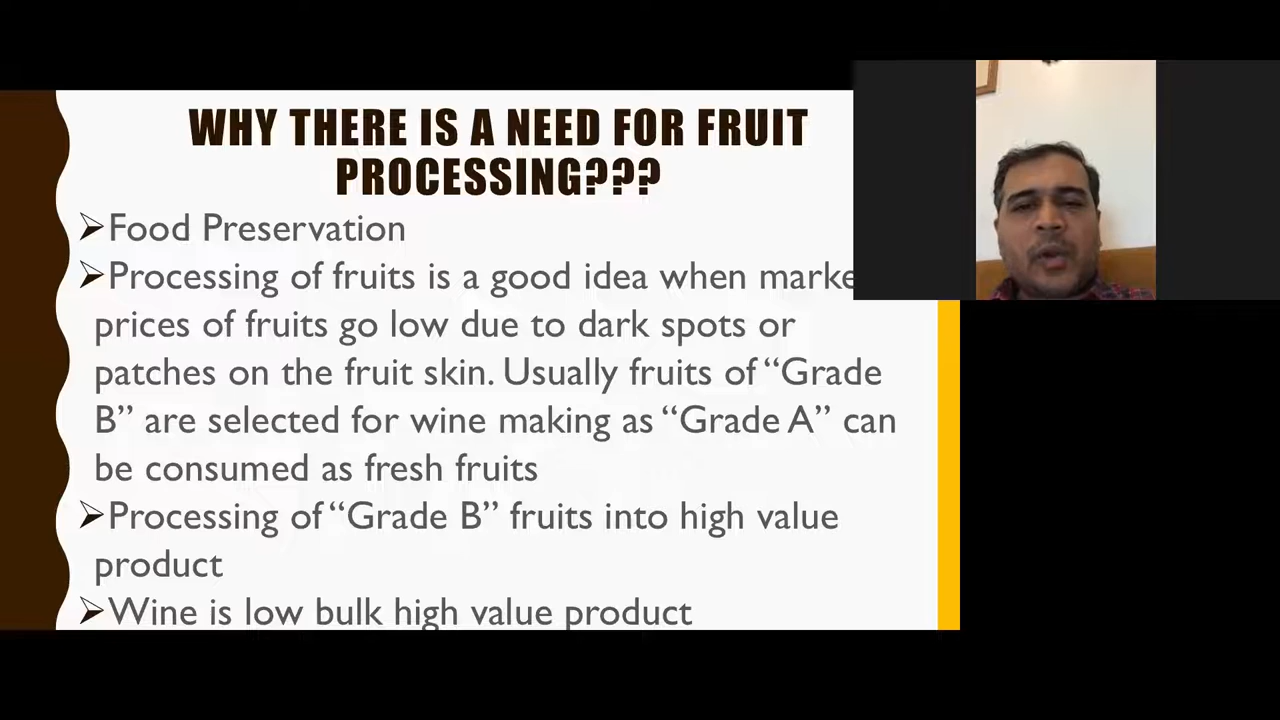 WHY THERE IS A NEED FOR FRUIT
PROCESSING???
➢Food Preservation
➢Processing of fruits is a good idea when marke
prices of fruits go low due to dark spots or
patches on the fruit skin. Usually fruits of “Grade
B” are selected for wine making as “Grade A” can
be consumed as fresh fruits
➢Processing of “Grade B” fruits into high value
product
➢Wine is low bulk high value product